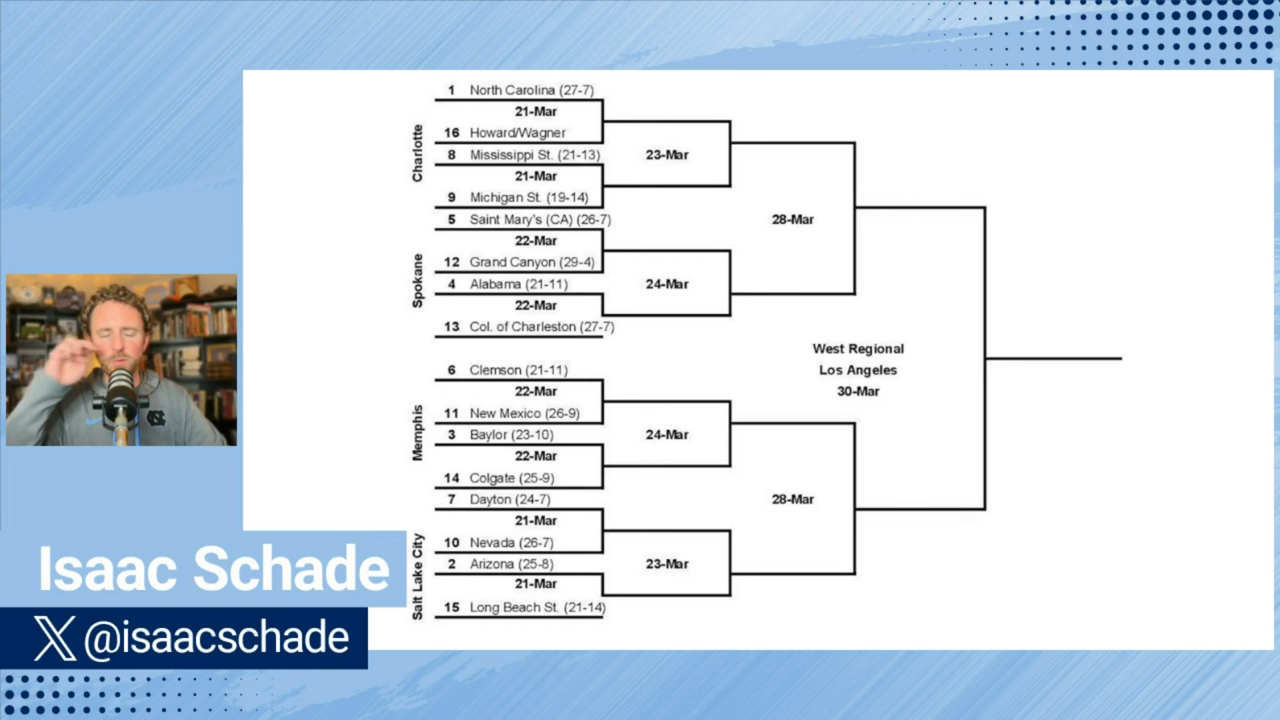 1 North Carolina (27-7)
21-Mar
16 Howard/Wagner
8 Mississippi St. (21-13)
21-Mar
9 Michigan St. (19-14)
23-Mar
Charlotte
5 Saint Mary's (CA) (26-7)
22-Mar
12 Grand Canyon (29-4)
4 Alabama (21-11)
22-Mar
13 Col. of Charleston (27-7)
24-Mar
Spokane
28-Mar
West Regional
Los Angeles
30-Mar
6 Clemson (21-11)
22-Mar
11 New Mexico (26-9)
3 Baylor (23-10)
22-Mar
14 Colgate (25-9)
24-Mar
Memphis
7 Dayton (24-7)
21-Mar
10 Nevada (26-7)
2 Arizona (25-8)
21-Mar
15 Long Beach St. (21-14)
23-Mar
Salt Lake City
28-Mar
Isaac Schade
X @isaacschade